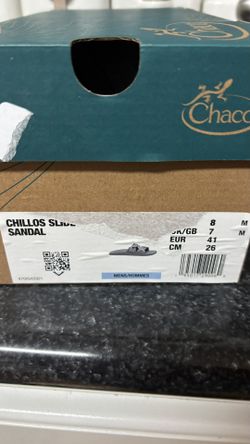 Chaco
CHILLOS SLIDE
SANDAL
8 M
UK/GB 7 M
EUR 41
CM 26
MENS/HOMMES